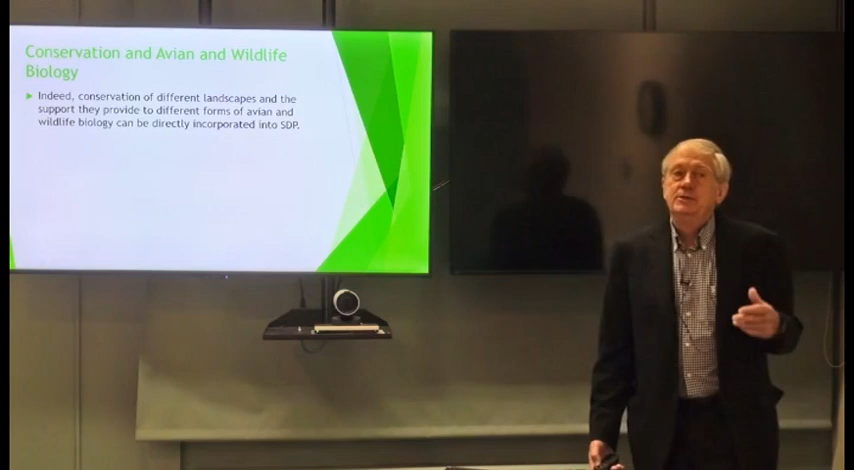 Conservation and Avian and Wildlife
Biology
Indeed, conservation of different landscapes and the
support they provide to different forms of avian and
wildlife biology can be directly incorporated into SDP.